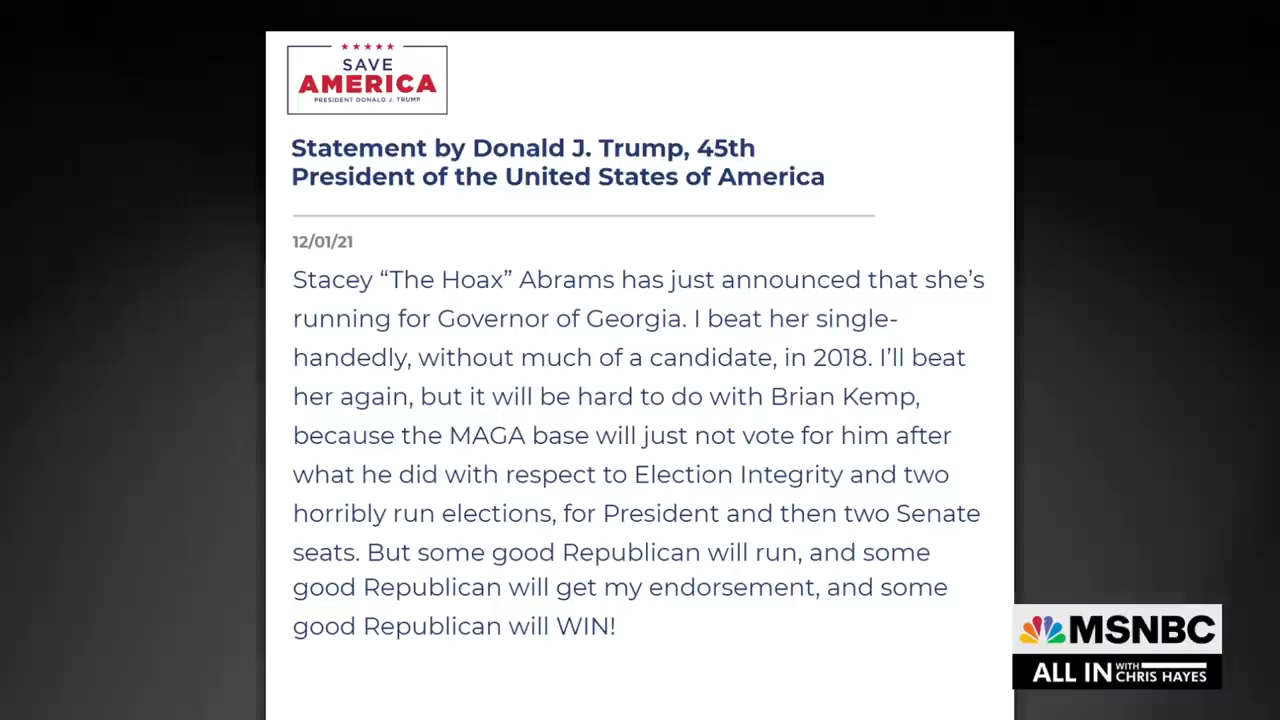 SAVE
AMERICA
PRESIDENT DONALD J. TRUMP
Statement by Donald J. Trump, 45th
President of the United States of America
12/01/21
Stacey “The Hoax” Abrams has just announced that she’s
running for Governor of Georgia. I beat her single-
handedly, without much of a candidate, in 2018. I’ll beat
her again, but it will be hard to do with Brian Kemp,
because the MAGA base will just not vote for him after
what he did with respect to Election Integrity and two
horribly run elections, for President and then two Senate
seats. But some good Republican will run, and some
good Republican will get my endorsement, and some
good Republican will WIN!
MSNBC
ALL IN WITH CHRIS HAYES